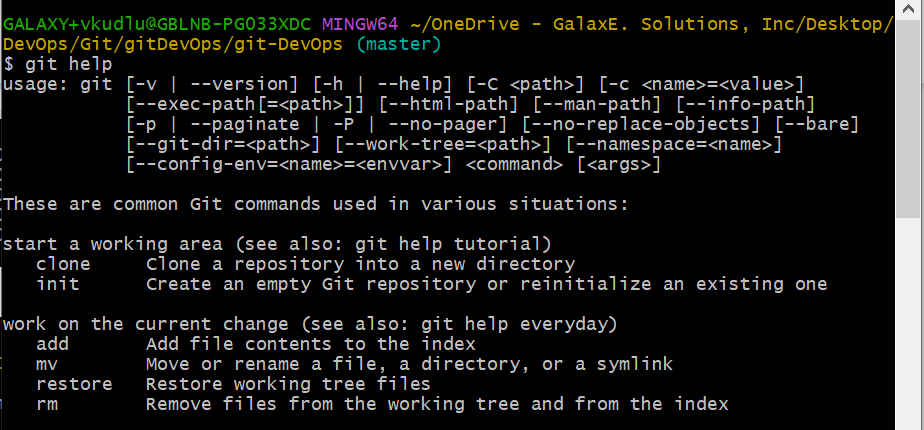 GALAXY+vkudlu@GBLNB-PG033XDC MINGW64 ~/OneDrive - GalaxE. Solutions, Inc/Desktop/
DevOps/Git/gitDevOps/git-DevOps (master)
$ git help
usage: git [-v | --version] [-h | --help] [-C <path>] [-c <name>=<value>]
           [--exec-path[=<path>]] [--html-path] [--man-path] [--info-path]
           [-p | --paginate | -P | --no-pager] [--no-replace-objects] [--bare]
           [--git-dir=<path>] [--work-tree=<path>] [--namespace=<name>]
           [--config-env=<name>=<envvar>] <command> [<args>]

These are common Git commands used in various situations:

start a working area (see also: git help tutorial)
   clone     Clone a repository into a new directory
   init      Create an empty Git repository or reinitialize an existing one

work on the current change (see also: git help everyday)
   add       Add file contents to the index
   mv        Move or rename a file, a directory, or a symlink
   restore   Restore working tree files
   rm        Remove files from the working tree and from the index